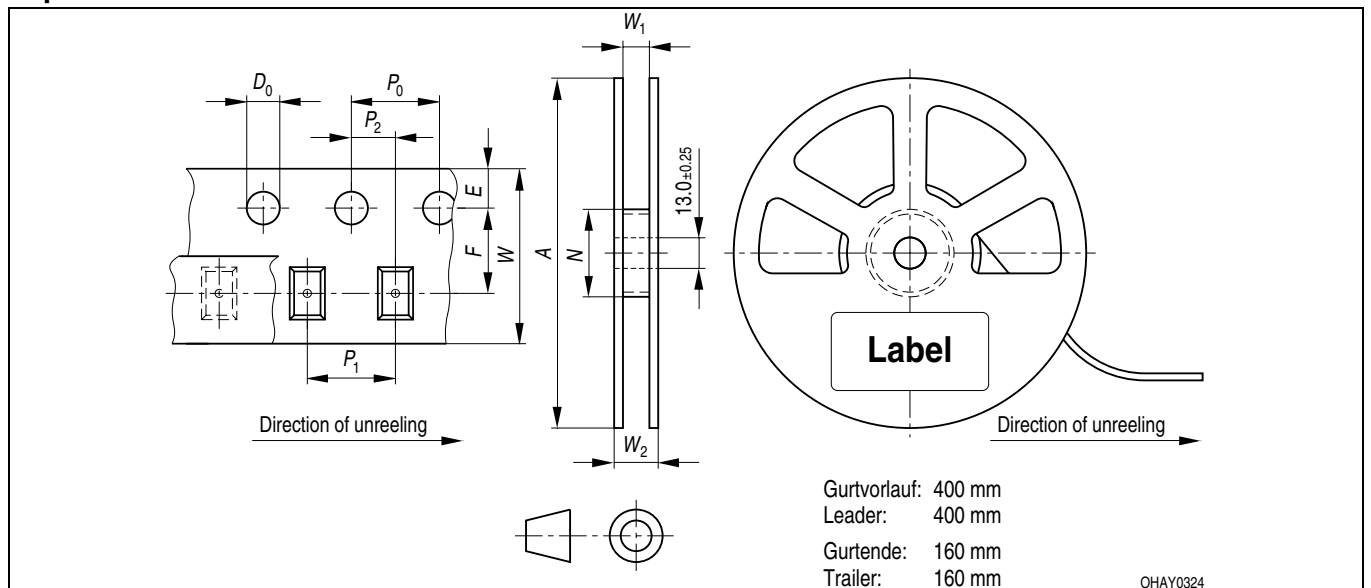 W1
D0
P0
P2
E
F
W
A
N
13.0±0.25
P1
W2
Label
Direction of unreeling
Direction of unreeling
Gurtvorlauf: 400 mm
Leader: 400 mm
Gurtende: 160 mm
Trailer: 160 mm
OHAY0324